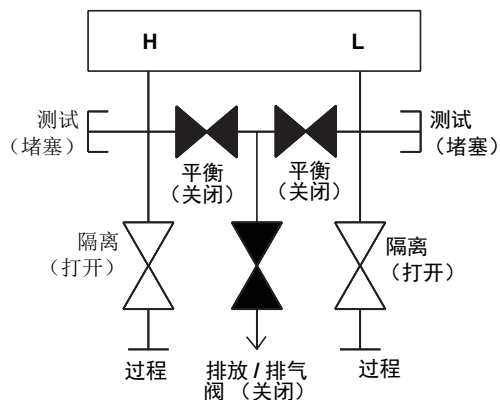 H
L
测试
（堵塞）
测试
（堵塞）
平衡
（关闭）
平衡
（关闭）
隔离
（打开）
隔离
（打开）
过程
排放 / 排气
阀 （关闭）
过程